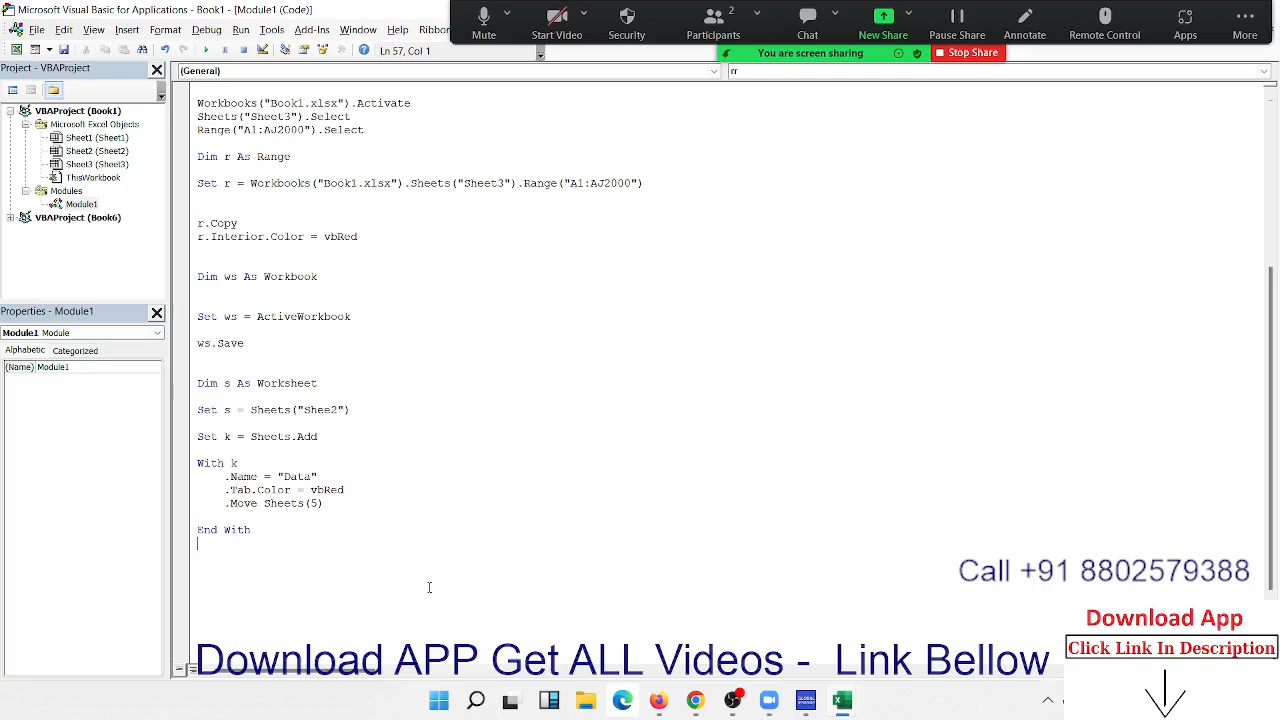 Microsoft Visual Basic for Applications - Book1 - [Module1 (Code)]
File Edit View Insert Format Debug Run Tools Add-Ins Window Help Ribbon
Ln 57, Col 1
Mute Start Video Security Participants 2 Chat New Share Pause Share Annotate Remote Control Apps More
You are screen sharing Stop Share
Project - VBAProject
(General) rr
VBAProject (Book1)
Microsoft Excel Objects
Sheet1 (Sheet1)
Sheet2 (Sheet2)
Sheet3 (Sheet3)
ThisWorkbook
Modules
Module1
VBAProject (Book6)
Properties - Module1
Module1 Module
Alphabetic Categorized
(Name) Module1
Workbooks("Book1.xlsx").Activate
Sheets("Sheet3").Select
Range("A1:AJ2000").Select
Dim r As Range
Set r = Workbooks("Book1.xlsx").Sheets("Sheet3").Range("A1:AJ2000")
r.Copy
r.Interior.Color = vbRed
Dim ws As Workbook
Set ws = ActiveWorkbook
ws.Save
Dim s As Worksheet
Set s = Sheets("Shee2")
Set k = Sheets.Add
With k
.Name = "Data"
.Tab.Color = vbRed
.Move Sheets(5)
End With
Call +91 8802579388
Download App
Click Link In Description
Download APP Get ALL Videos - Link Bellow